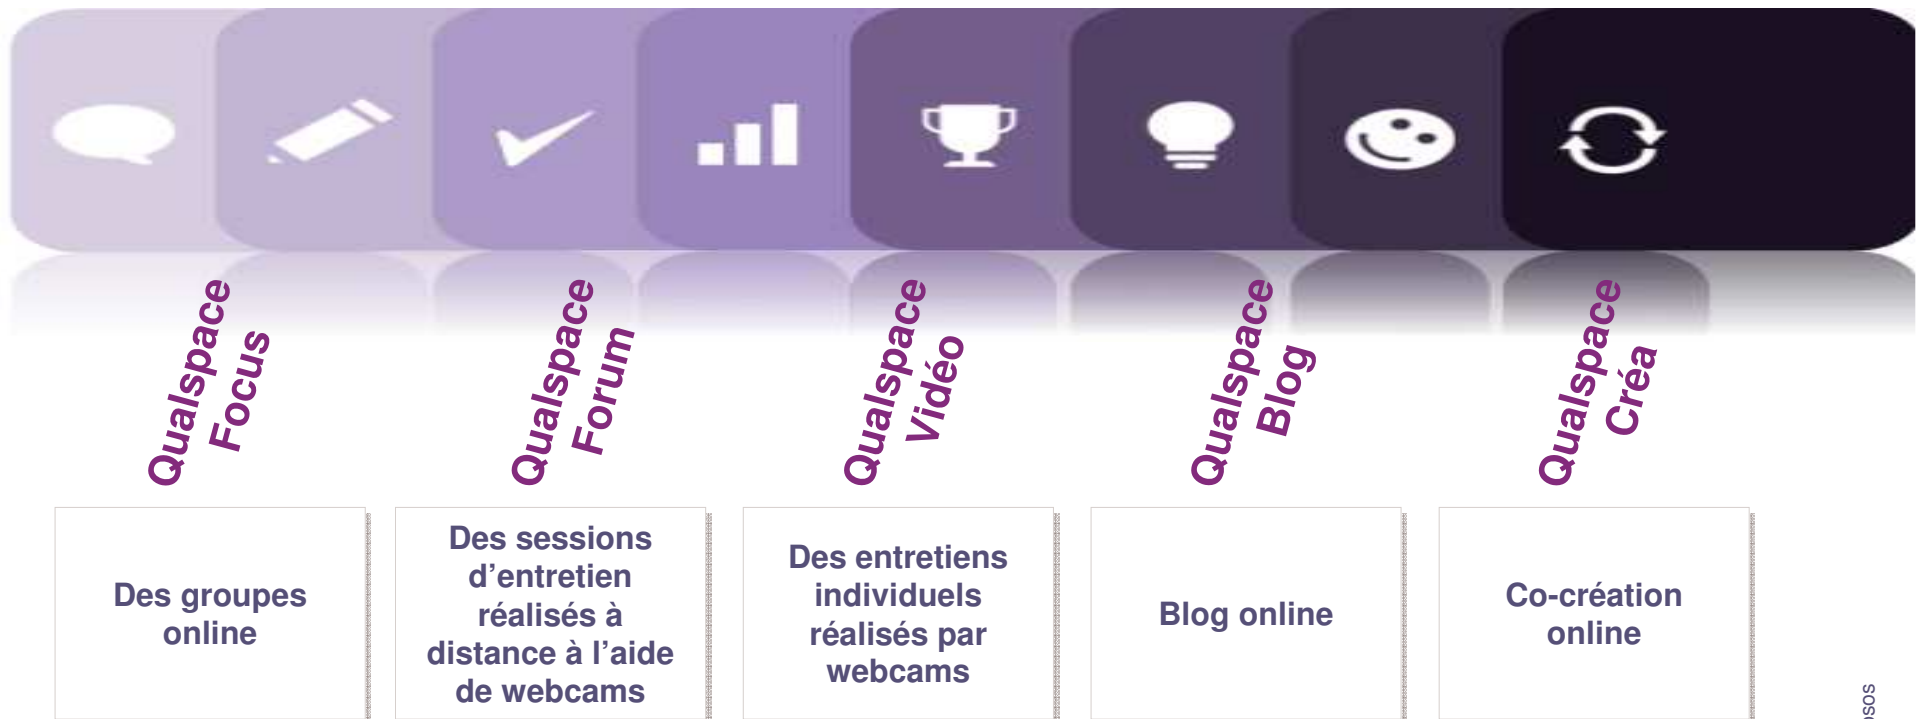 Qualspace
Focus
Qualspace
Forum
Qualspace
Vidéo
Qualspace
Blog
Qualspace
Créa
Des groupes
online
Des sessions
d’entretien
réalisés à
distance à l’aide
de webcams
Des entretiens
individuels
réalisés par
webcams
Blog online
Co-création
online